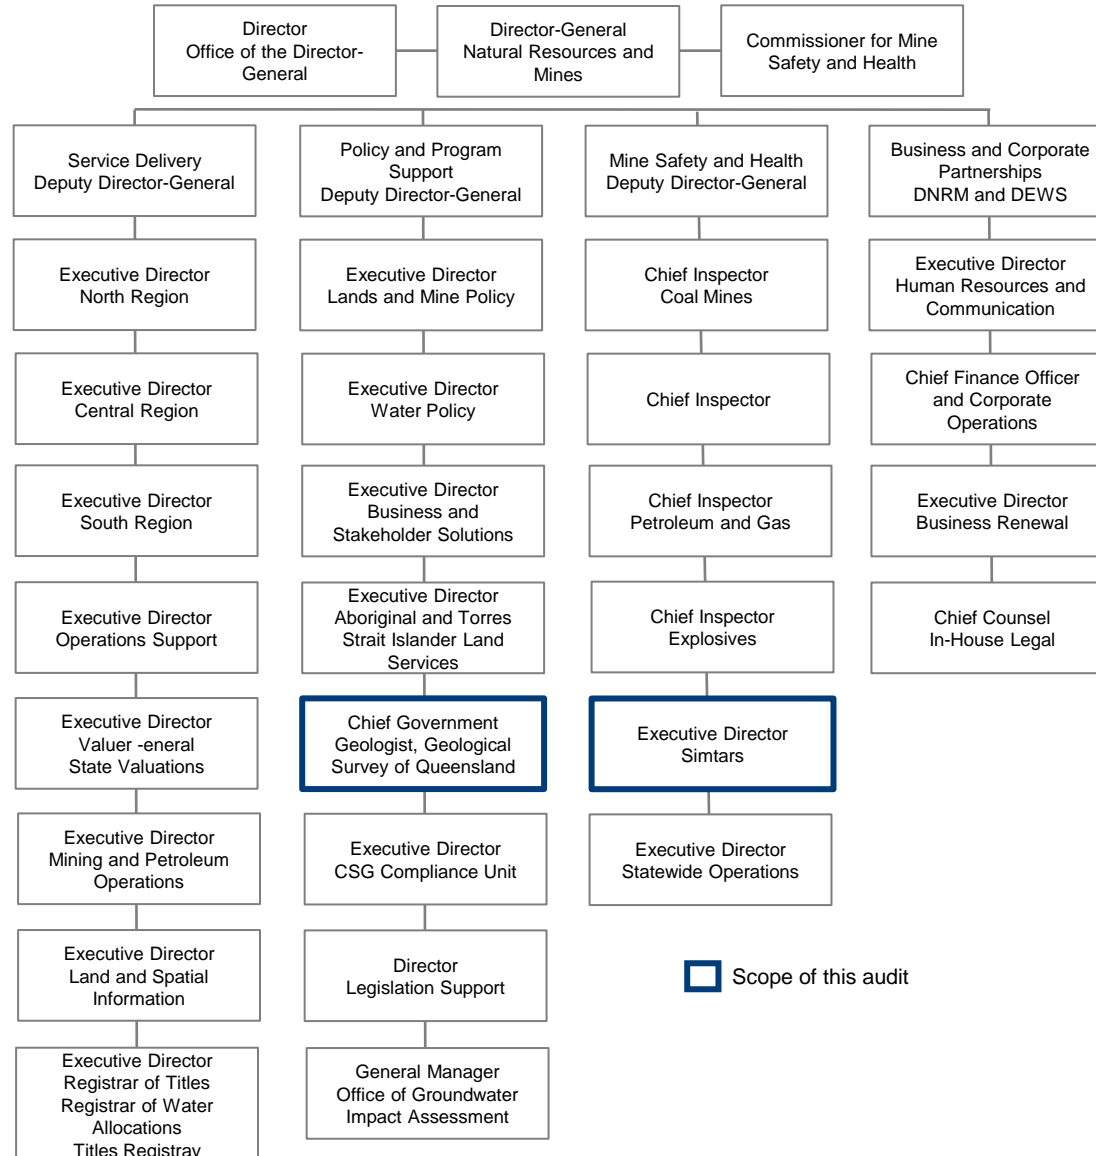 Director
Office of the Director-
General
Director-General
Natural Resources and
Mines
Commissioner for Mine
Safety and Health
Service Delivery
Deputy Director-General
Policy and Program
Support
Deputy Director-General
Mine Safety and Health
Deputy Director-General
Business and Corporate
Partnerships
DNRM and DEWS
Executive Director
North Region
Executive Director
Lands and Mine Policy
Chief Inspector
Coal Mines
Executive Director
Human Resources and
Communication
Executive Director
Central Region
Executive Director
Water Policy
Chief Inspector
Chief Finance Officer
and Corporate
Operations
Executive Director
South Region
Executive Director
Business and
Stakeholder Solutions
Chief Inspector
Petroleum and Gas
Executive Director
Business Renewal
Executive Director
Operations Support
Executive Director
Aboriginal and Torres
Strait Islander Land
Services
Chief Inspector
Explosives
Chief Counsel
In-House Legal
Executive Director
Valuer -eneral
State Valuations
Chief Government
Geologist, Geological
Survey of Queensland
Executive Director
Simtars
Executive Director
Mining and Petroleum
Operations
Executive Director
CSG Compliance Unit
Executive Director
Statewide Operations
Executive Director
Land and Spatial
Information
Director
Legislation Support
Scope of this audit
Executive Director
Registrar of Titles
Registrar of Water
Allocations
Titles Registray
General Manager
Office of Groundwater
Impact Assessment